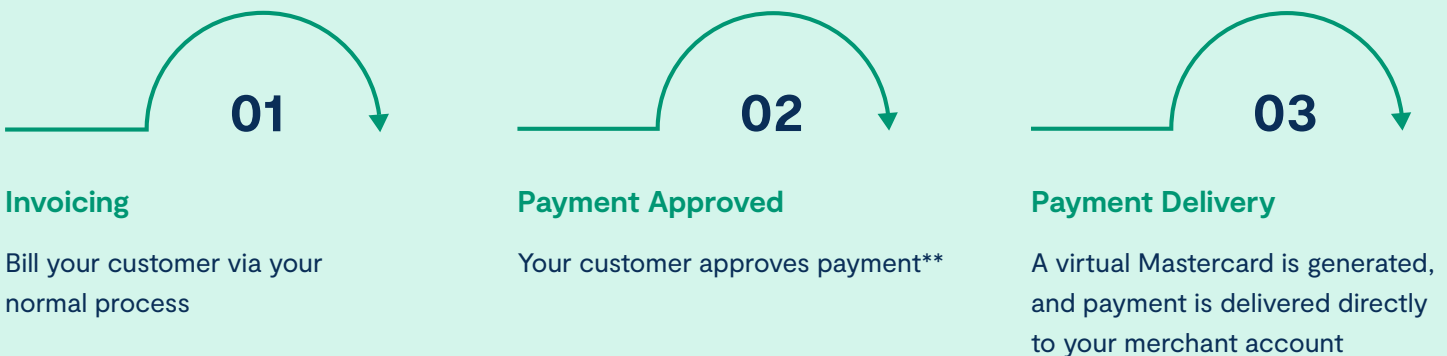 01
Invoicing
Bill your customer via your
normal process
02
Payment Approved
Your customer approves payment**
03
Payment Delivery
A virtual Mastercard is generated,
and payment is delivered directly
to your merchant account